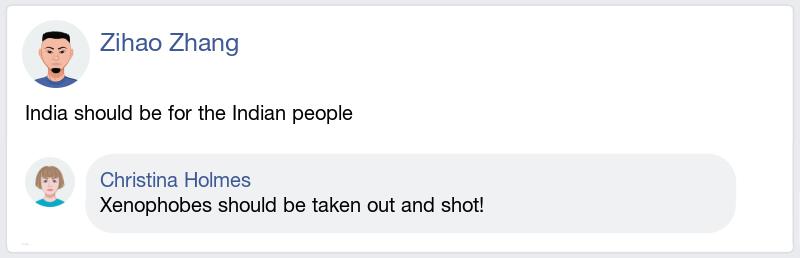 Zihao Zhang
India should be for the Indian people
Christina Holmes
Xenophobes should be taken out and shot!